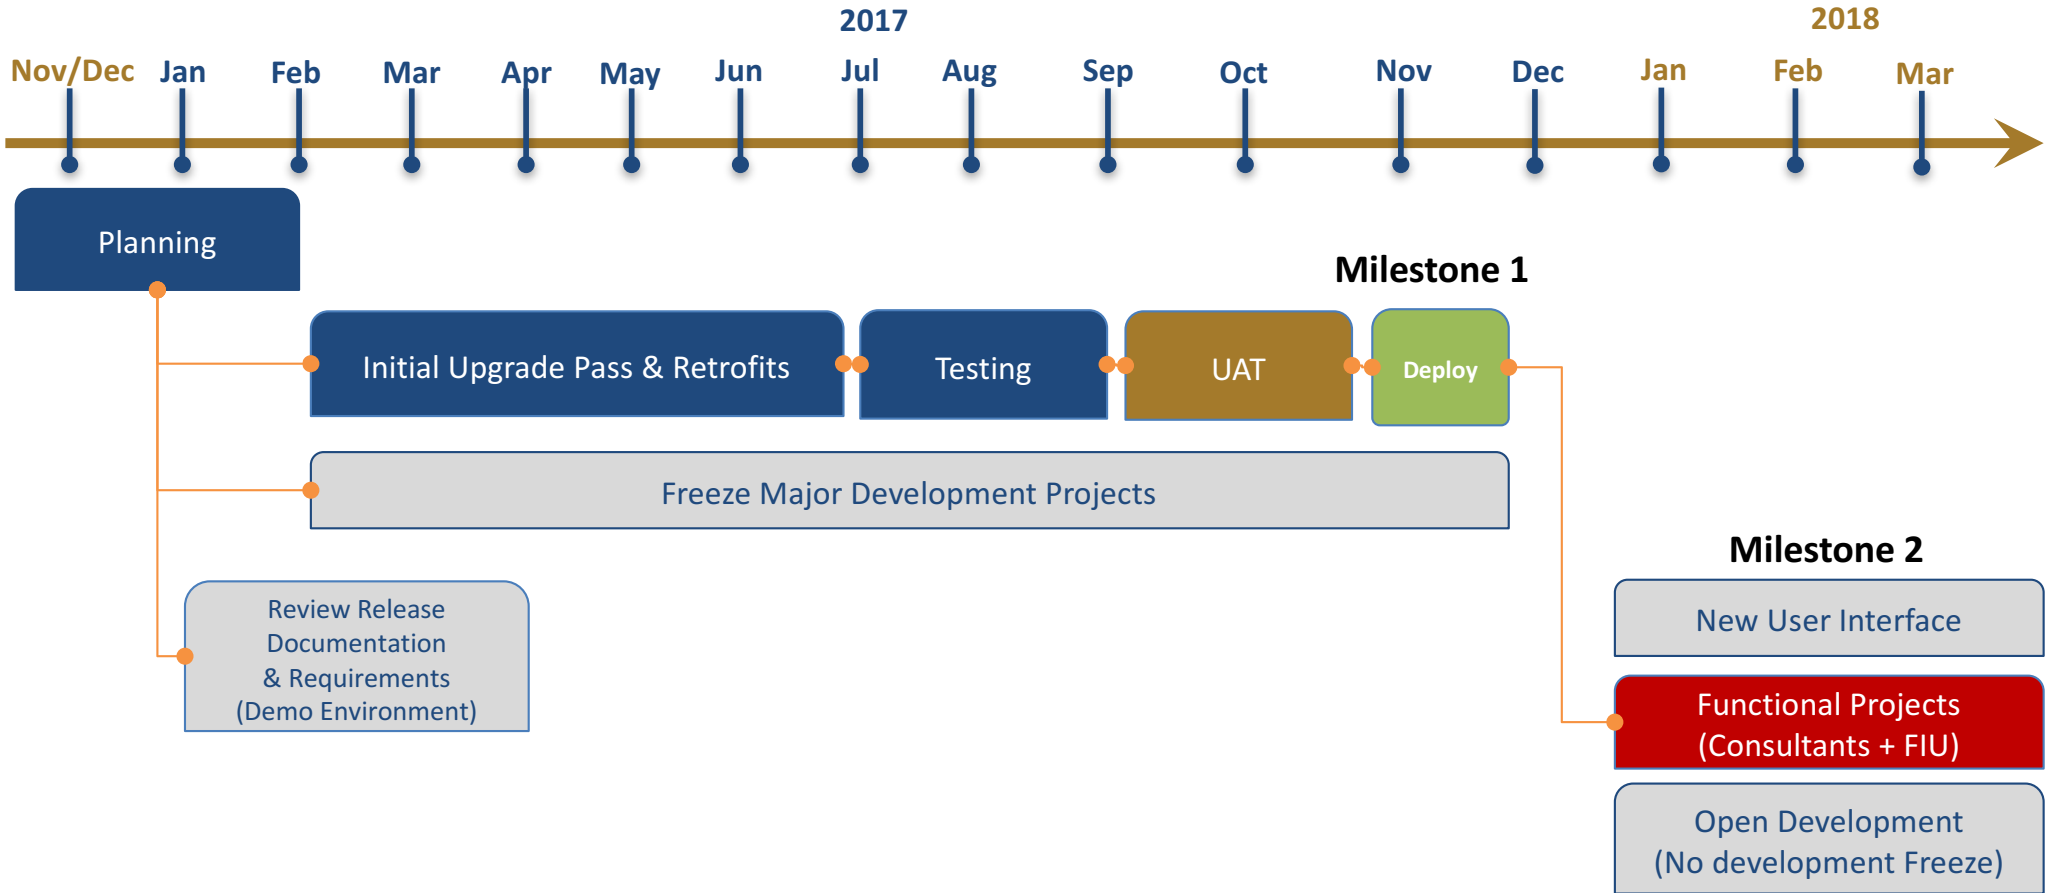 2017
2018
Nov/Dec Jan Feb Mar Apr May Jun Jul Aug Sep Oct Nov Dec Jan Feb Mar
Planning
Milestone 1
Initial Upgrade Pass & Retrofits
Testing
UAT
Deploy
Freeze Major Development Projects
Milestone 2
Review Release
Documentation
& Requirements
(Demo Environment)
New User Interface
Functional Projects
(Consultants + FIU)
Open Development
(No development Freeze)